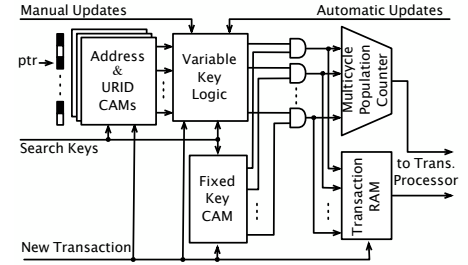 Manual Updates
Automatic Updates
ptr
Address
&
URID
CAMs
Variable
Key
Logic
Multicycle
Population
Counter
Search Keys
Fixed
Key
CAM
Transaction
RAM
to Trans.
Processor
New Transaction